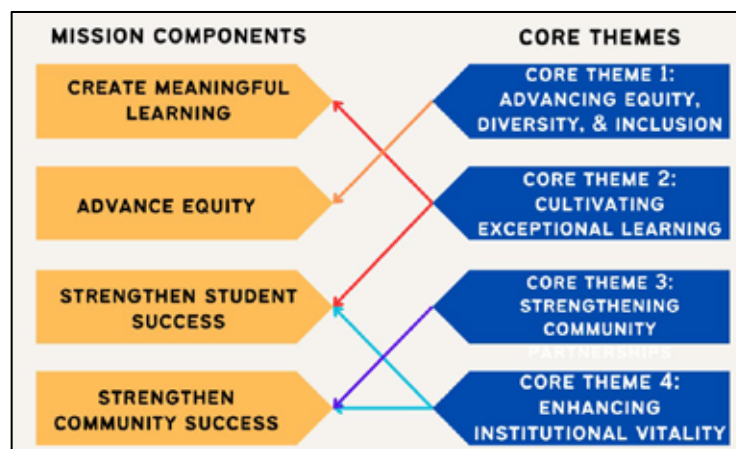 MISSION COMPONENTS
CREATE MEANINGFUL
LEARNING
ADVANCE EQUITY
STRENGTHEN STUDENT
SUCCESS
STRENGTHEN
COMMUNITY SUCCESS
CORE THEMES
CORE THEME 1:
ADVANCING EQUITY,
DIVERSITY, & INCLUSION
CORE THEME 2:
CULTIVATING
EXCEPTIONAL LEARNING
CORE THEME 3:
STRENGTHENING
COMMUNITY
PARTNERSHIPS
CORE THEME 4:
ENHANCING
INSTITUTIONAL VITALITY